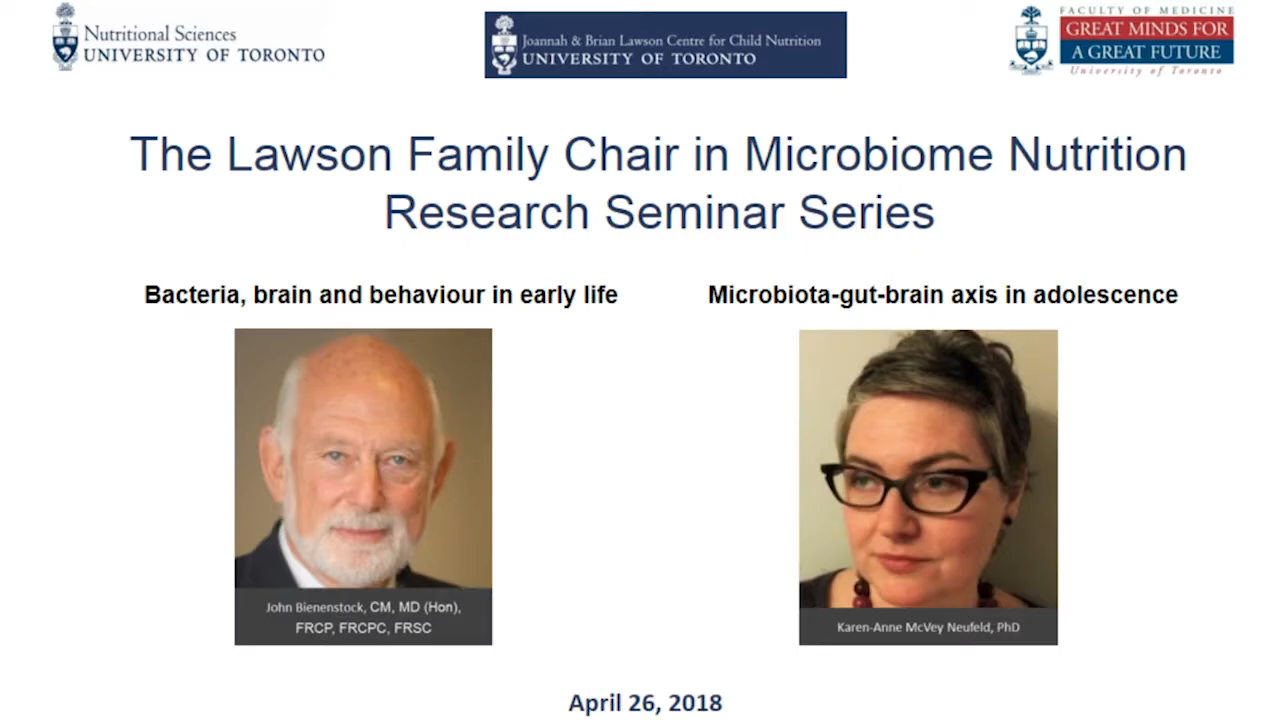 Nutritional Sciences
UNIVERSITY OF TORONTO
Joannah & Brian Lawson Centre for Child Nutrition
UNIVERSITY OF TORONTO
FACULTY OF MEDICINE
GREAT MINDS FOR
A GREAT FUTURE
University of Toronto
The Lawson Family Chair in Microbiome Nutrition
Research Seminar Series
Bacteria, brain and behaviour in early life
Microbiota-gut-brain axis in adolescence
John Bienenstock, CM, MD (Hon),
FRCP, FRCPC, FRSC
Karen-Anne McVey Neufeld, PhD
April 26, 2018